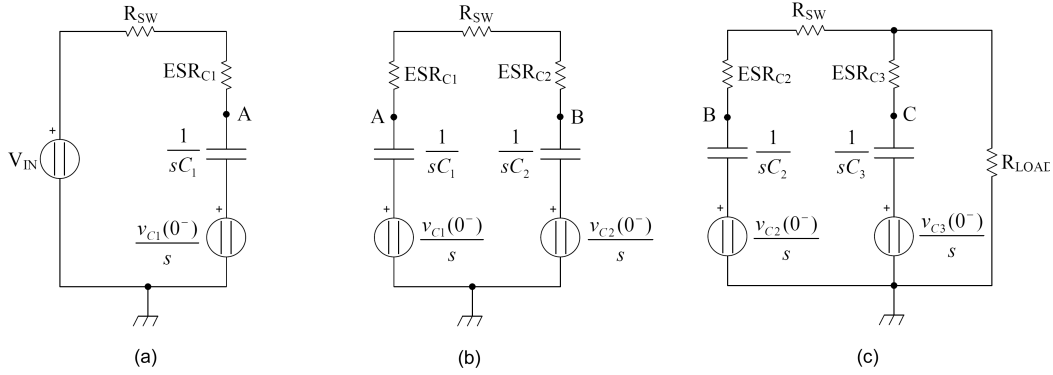 R_SW
ESR_C1
A
V_IN
+
1/(sC_1)
+
v_C1(0^-)/s
(a)
R_SW
ESR_C1
ESR_C2
A
B
1/(sC_1)
1/(sC_2)
+
+
v_C1(0^-)/s
v_C2(0^-)/s
(b)
R_SW
ESR_C2
ESR_C3
B
C
1/(sC_2)
1/(sC_3)
R_LOAD
+
+
v_C2(0^-)/s
v_C3(0^-)/s
(c)